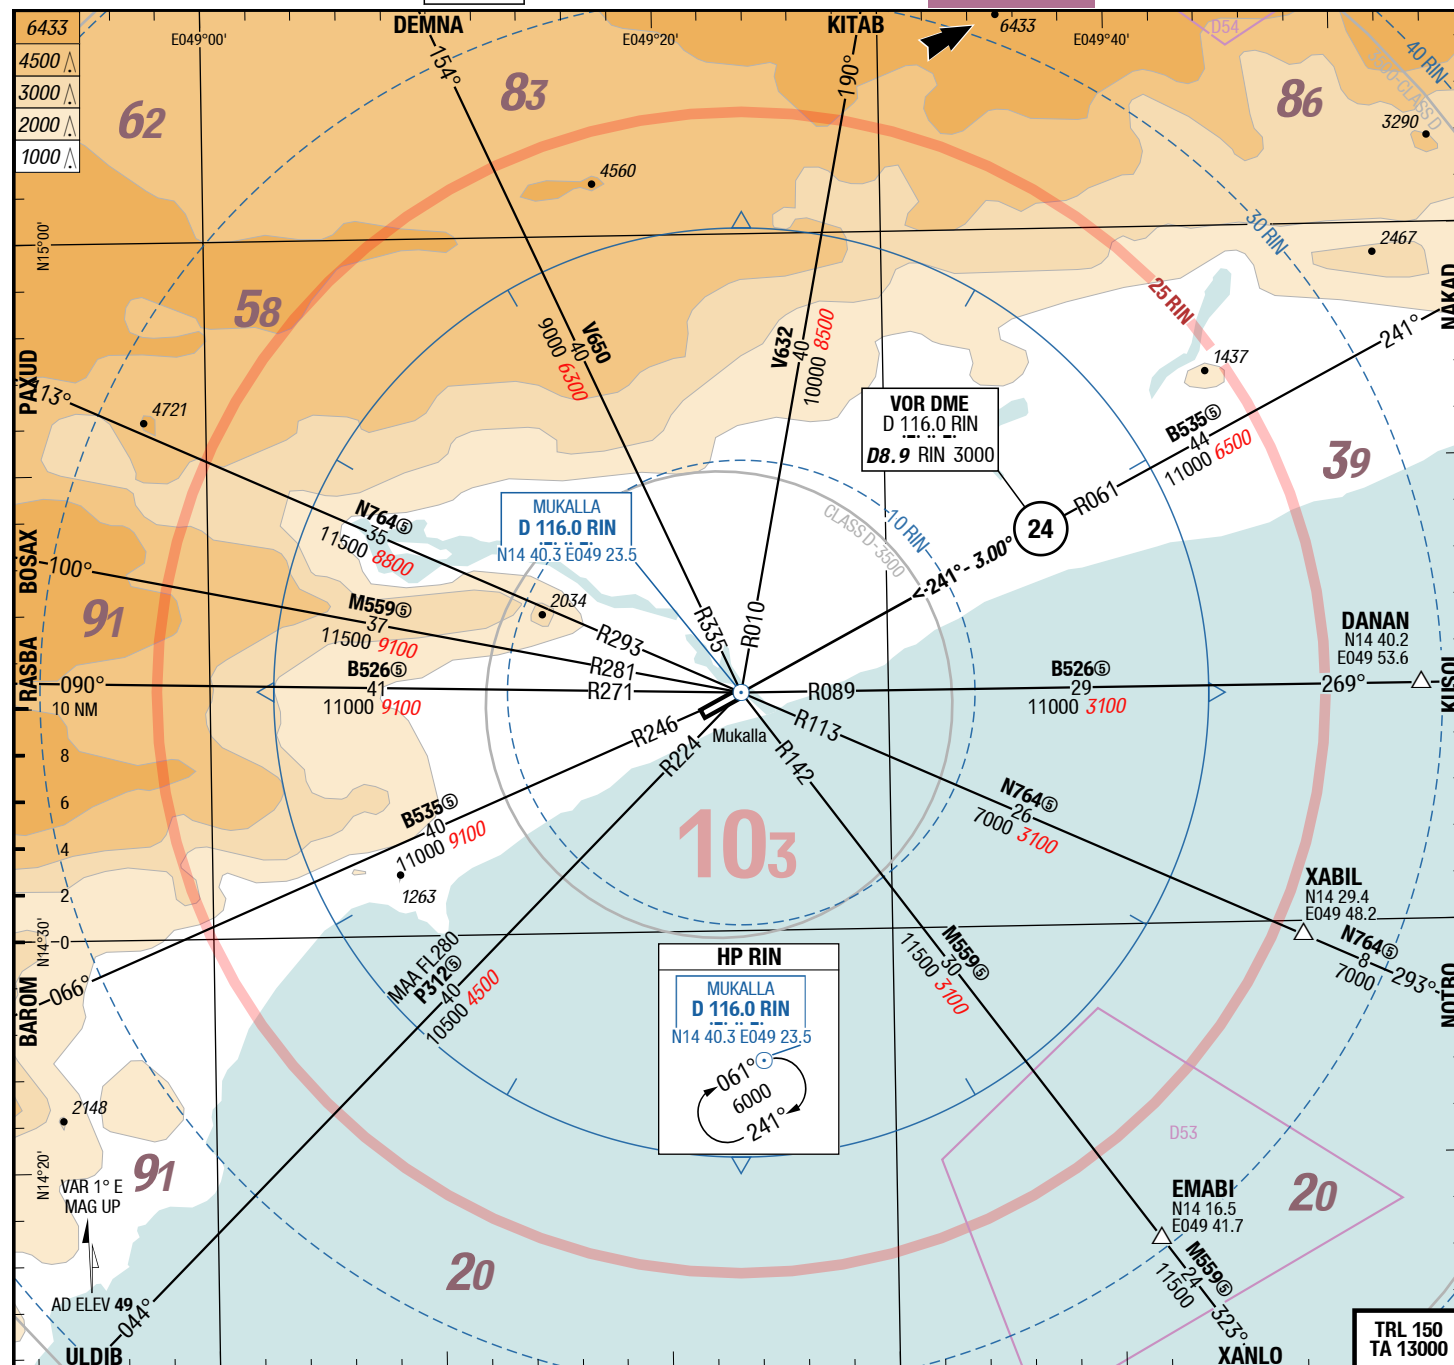 6433
4500
3000
2000
1000
E049°00'
DEMNA
E049°20'
KITAB
6433
E049°40'
D54
40 RIN
3500-CLASS D
154°
190°
62
83
86
3290
4560
N15°00'
30 RIN
2467
58
25 RIN
NAKAD
241°
V650
40
9000 6300
V632
40
10000 8500
1437
PAXUD
113°
4721
VOR DME
D 116.0 RIN
D8.9 RIN 3000
B535⑤
44
11000 6500
39
R061
24
N764⑤
35
11500 8800
MUKALLA
D 116.0 RIN
N14 40.3 E049 23.5
CLASS D-3500
10 RIN
<-241°- 3.00°
BOSAX
100°
91
M559⑤
37
11500 9100
2034
R293
R335
R010
DANAN
N14 40.2
E049 53.6
RASBA
090°
10 NM
B526⑤
41
11000 9100
R281
R271
R089
B526⑤
29
11000 3100
269°
KUSOL
R246
R224
Mukalla
R113
R142
8
6
4
2
0
B535⑤
40
11000 9100
103
N764⑤
26
7000 3100
1263
XABIL
N14 29.4
E049 48.2
N14°30'
N764⑤
8
7000
293°
NOTBO
BAROM
066°
MAA FL280
P312⑤
40
10500 4500
HP RIN
MUKALLA
D 116.0 RIN
N14 40.3 E049 23.5
061°
6000
241°
M559⑤
30
11500 3100
2148
D53
N14°20'
91
VAR 1° E
MAG UP
EMABI
N14 16.5
E049 41.7
20
20
AD ELEV 49
044°
ULDIB
M559⑤
24
11500
323°
XANLO
TRL 150
TA 13000